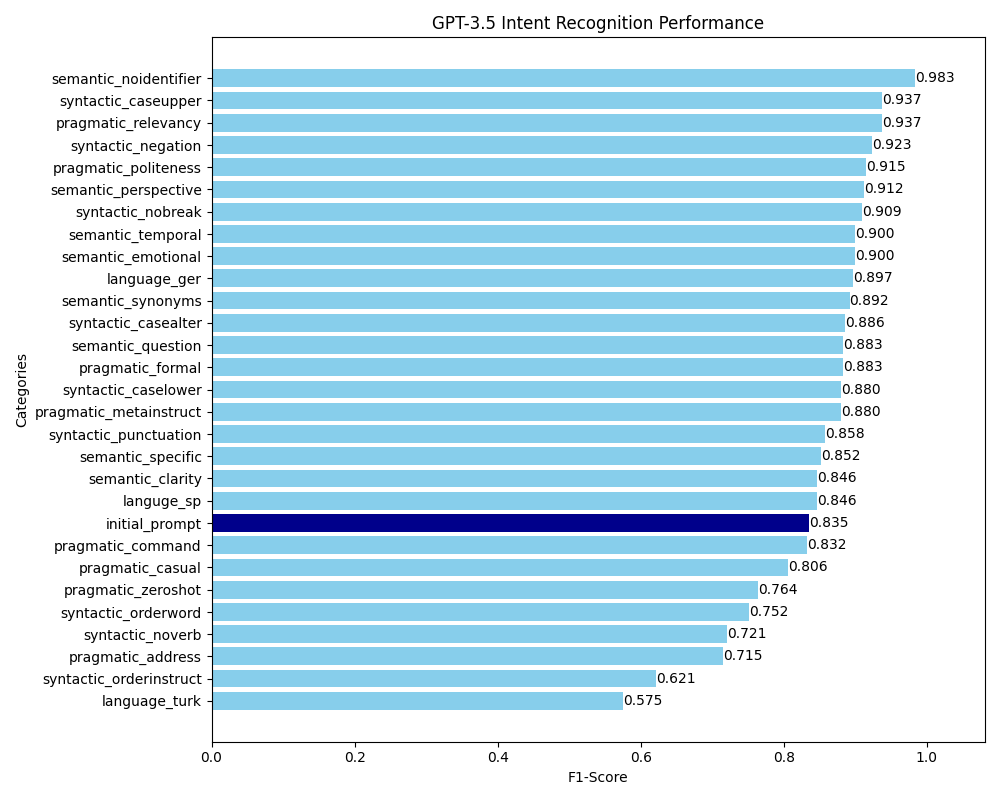 GPT-3.5 Intent Recognition Performance
Categories
semantic_noidentifier 0.983
syntactic_caseupper 0.937
pragmatic_relevancy 0.937
syntactic_negation 0.923
pragmatic_politeness 0.915
semantic_perspective 0.912
syntactic_nobreak 0.909
semantic_temporal 0.900
semantic_emotional 0.900
language_ger 0.897
semantic_synonyms 0.892
syntactic_casealter 0.886
semantic_question 0.883
pragmatic_formal 0.883
syntactic_caselower 0.880
pragmatic_metainstruct 0.880
syntactic_punctuation 0.858
semantic_specific 0.852
semantic_clarity 0.846
languge_sp 0.846
initial_prompt 0.835
pragmatic_command 0.832
pragmatic_casual 0.806
pragmatic_zeroshot 0.764
syntactic_orderword 0.752
syntactic_noverb 0.721
pragmatic_address 0.715
syntactic_orderinstruct 0.621
language_turk 0.575
0.0 0.2 0.4 0.6 0.8 1.0
F1-Score